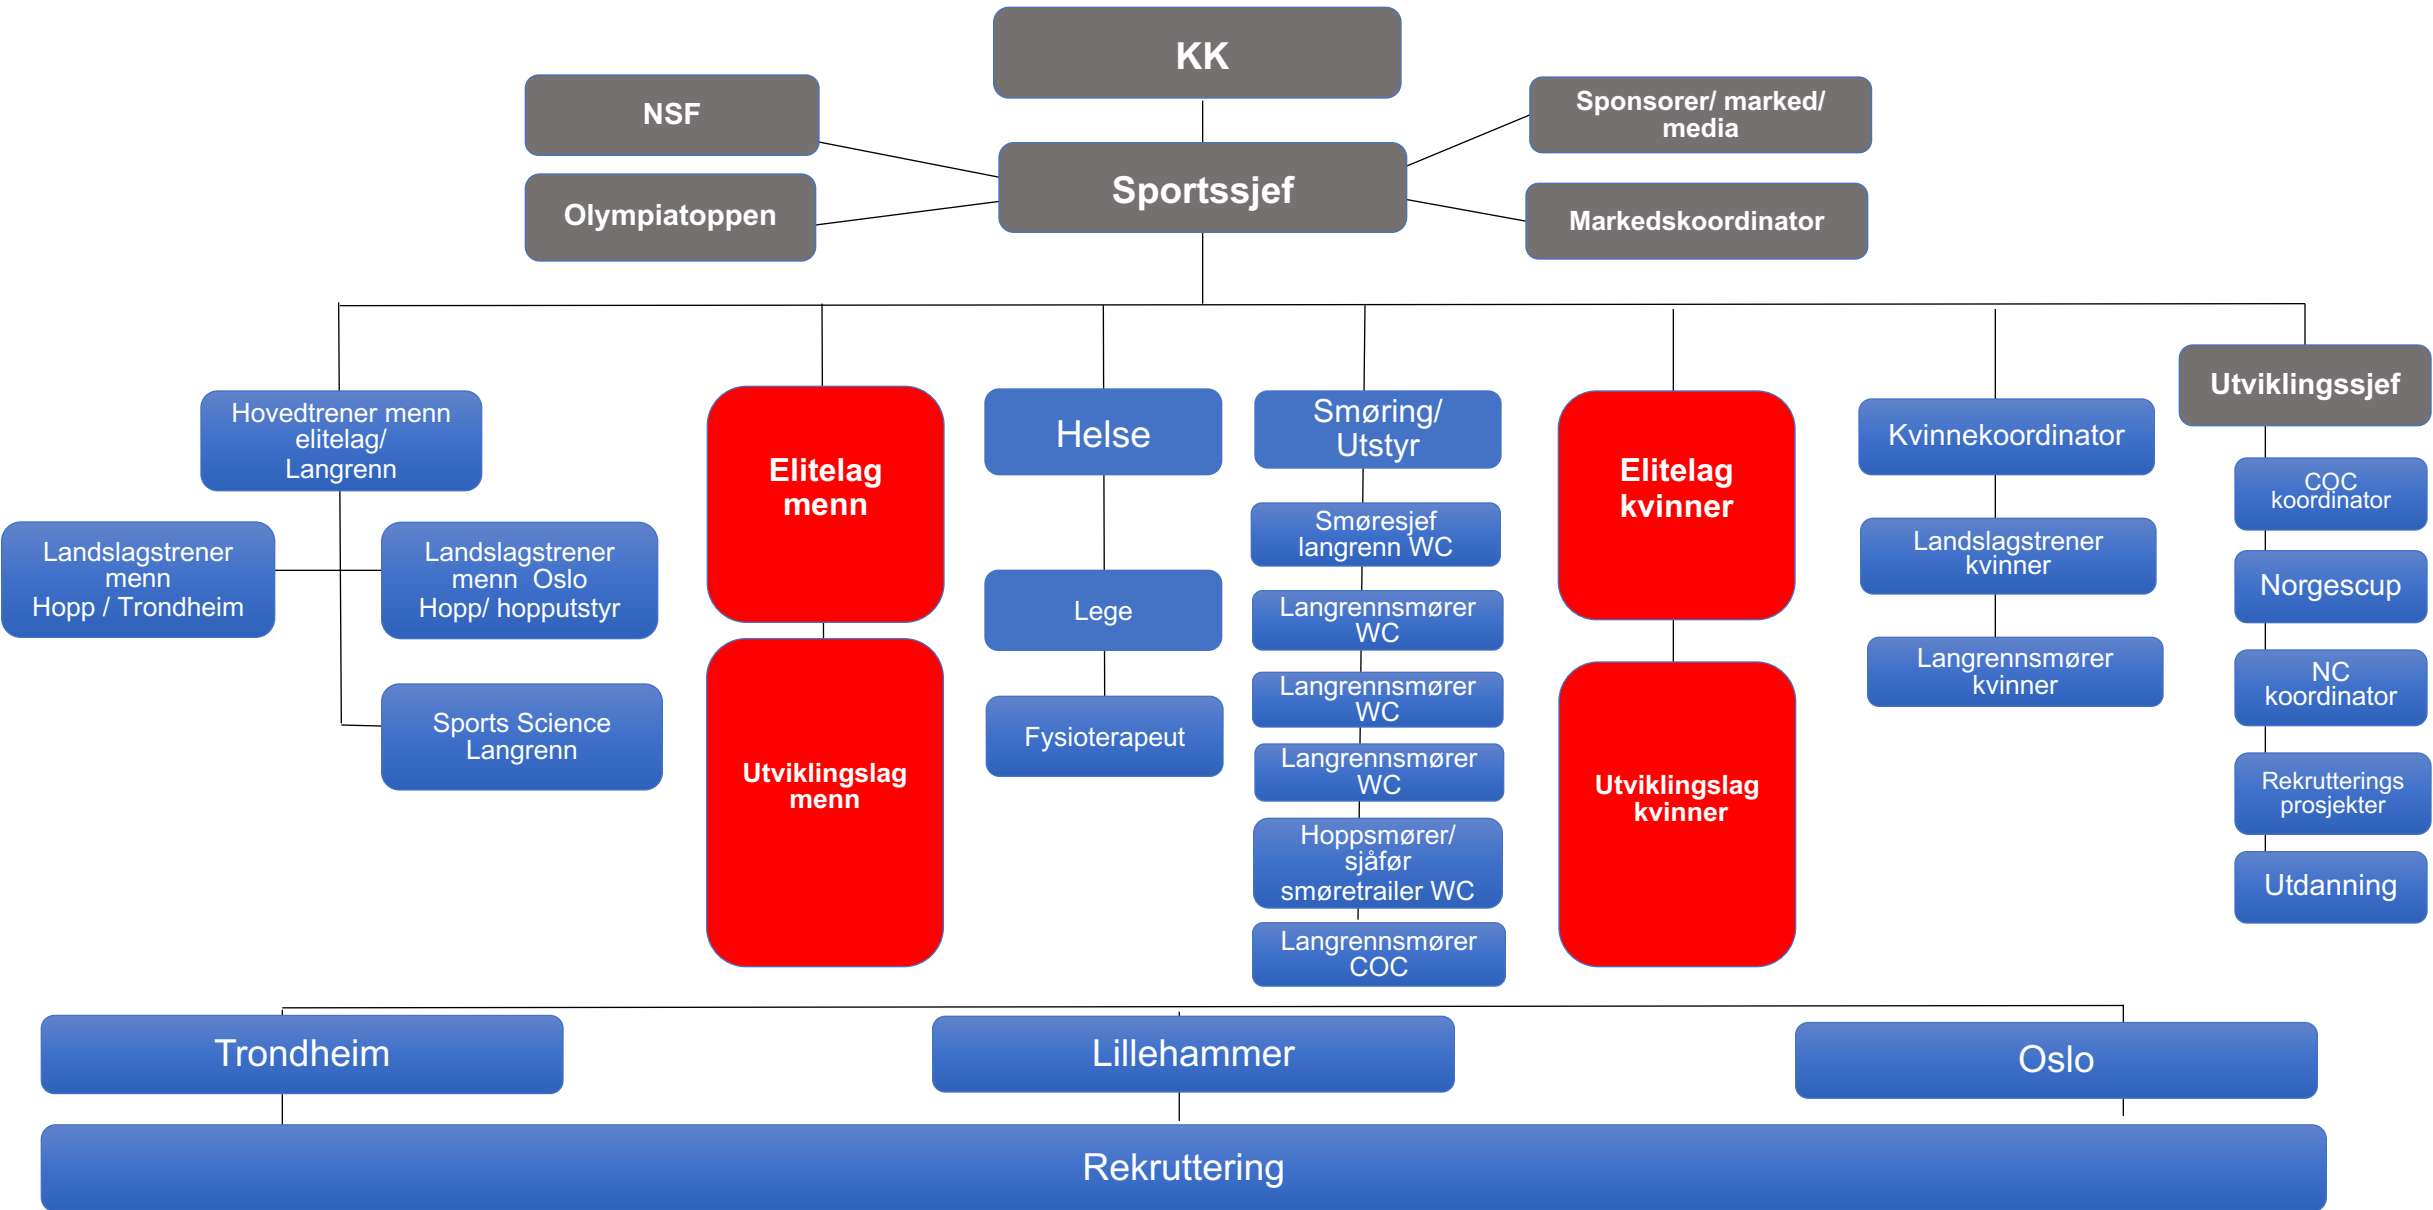 KK
NSF
Sponsorer/ marked/
media
Sportssjef
Olympiatoppen
Markedskoordinator
Hovedtrener menn
elitelag/
Langrenn
Landslagstrener
menn
Hopp / Trondheim
Landslagstrener
menn  Oslo
Hopp/ hopputstyr
Sports Science
Langrenn
Elitelag
menn
Utviklingslag
menn
Helse
Lege
Fysioterapeut
Smøring/
Utstyr
Smøresjef
langrenn WC
Langrennsmører
WC
Langrennsmører
WC
Langrennsmører
WC
Hoppsmører/
sjåfør
smøretrailer WC
Langrennsmører
COC
Elitelag
kvinner
Utviklingslag
kvinner
Kvinnekoordinator
Landslagstrener
kvinner
Langrennsmører
kvinner
Utviklingssjef
COC
koordinator
Norgescup
NC
koordinator
Rekrutterings
prosjekter
Utdanning
Trondheim
Lillehammer
Oslo
Rekruttering